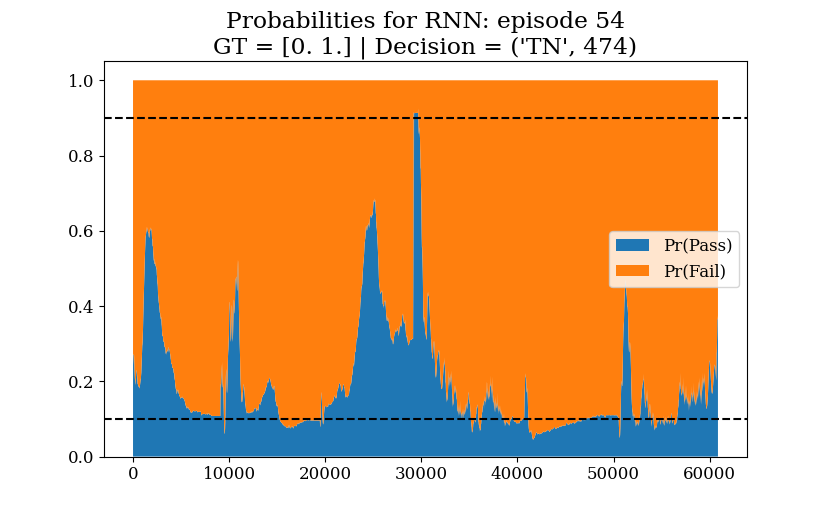 Probabilities for RNN: episode 54
GT = [0. 1.] | Decision = ('TN', 474)
1.0
0.8
0.6
0.4
0.2
0.0
Pr(Pass)
Pr(Fail)
0 10000 20000 30000 40000 50000 60000